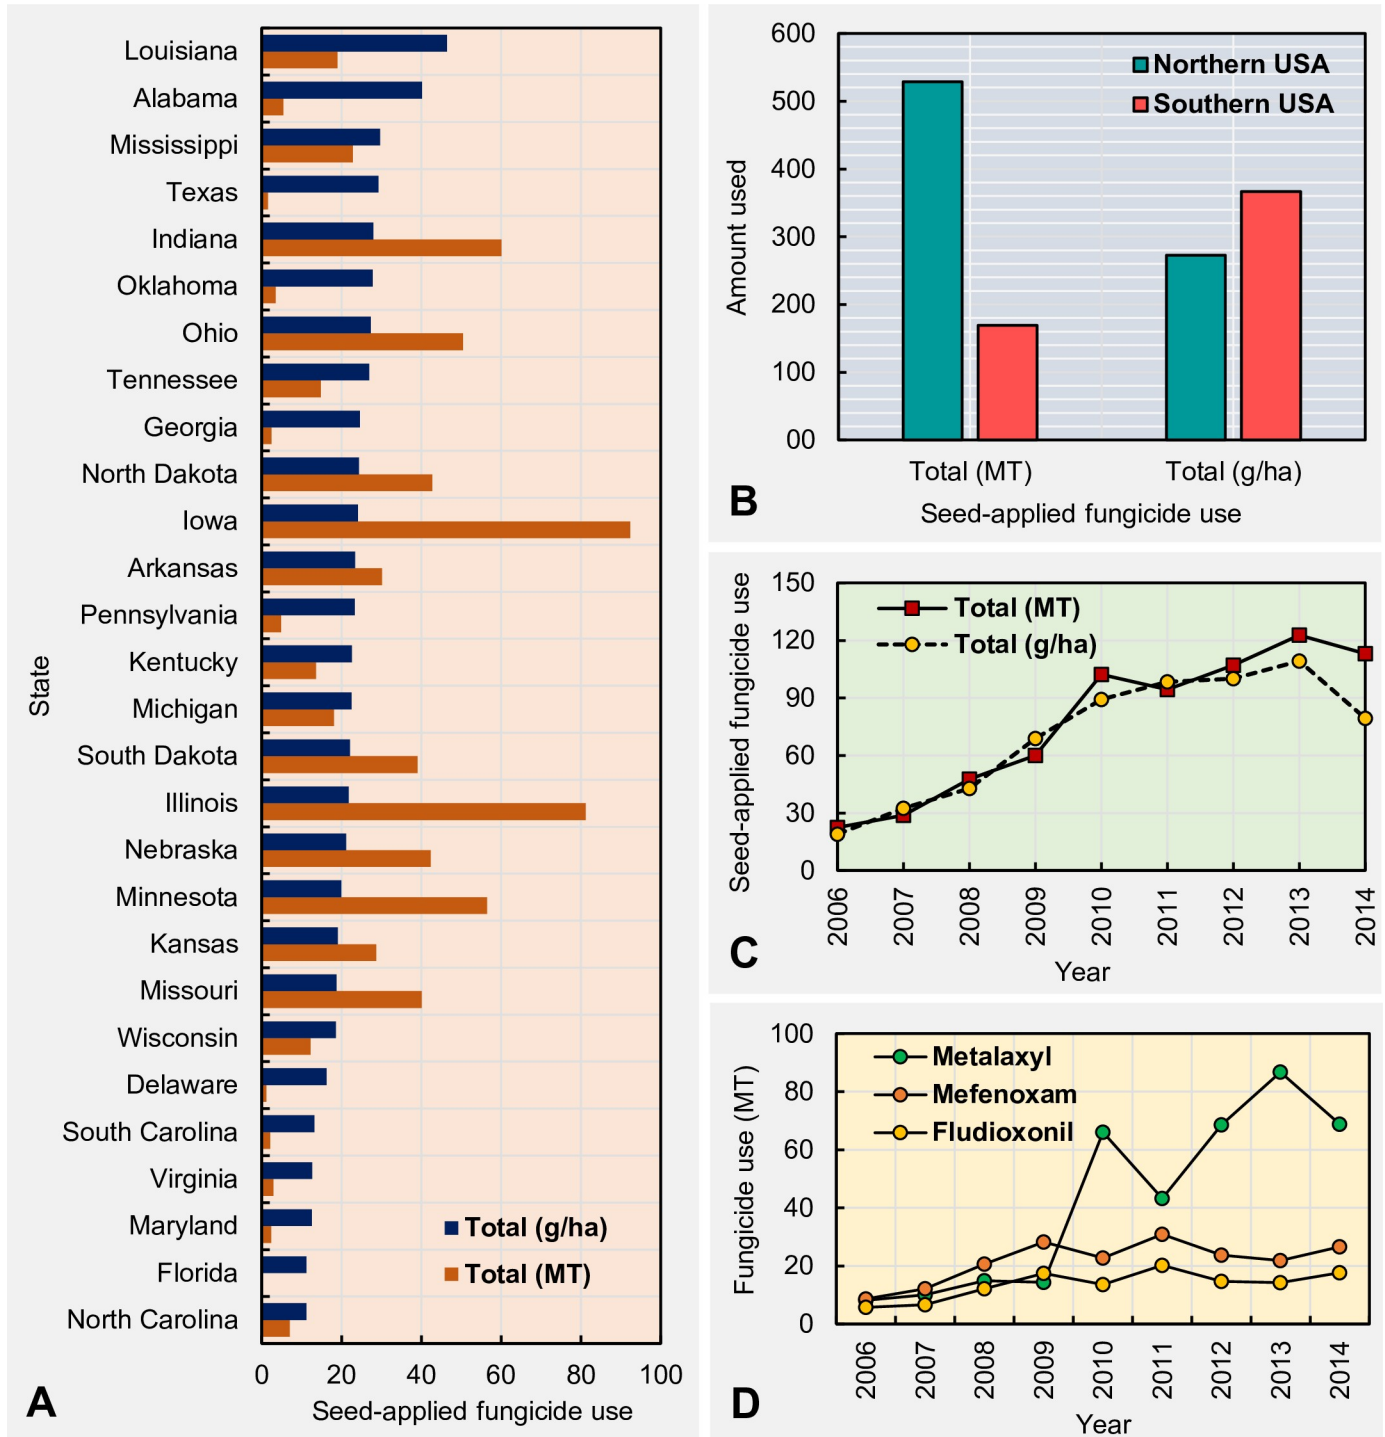 Louisiana
Alabama
Mississippi
Texas
Indiana
Oklahoma
Ohio
Tennessee
Georgia
North Dakota
Iowa
Arkansas
Pennsylvania
Kentucky
Michigan
South Dakota
Illinois
Nebraska
Minnesota
Kansas
Missouri
Wisconsin
Delaware
South Carolina
Virginia
Maryland
Florida
North Carolina
State
Total (g/ha)
Total (MT)
0 20 40 60 80 100
Seed-applied fungicide use
A
600
500
400
300
200
100
00
Amount used
Northern USA
Southern USA
Total (MT) Total (g/ha)
Seed-applied fungicide use
B
150
120
90
60
30
0
Seed-applied fungicide use
Total (MT)
Total (g/ha)
2006 2007 2008 2009 2010 2011 2012 2013 2014
Year
C
100
80
60
40
20
0
Fungicide use (MT)
Metalaxyl
Mefenoxam
Fludioxonil
2006 2007 2008 2009 2010 2011 2012 2013 2014
Year
D